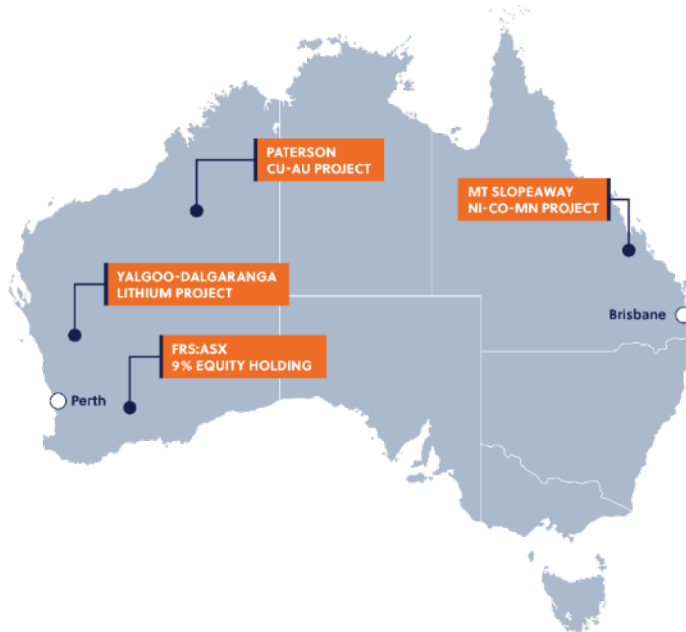 PATERSON
CU-AU PROJECT
MT SLOPEAWAY
NI-CO-MN PROJECT
YALGOO-DALGARANGA
LITHIUM PROJECT
Brisbane
FRS:ASX
9% EQUITY HOLDING
Perth